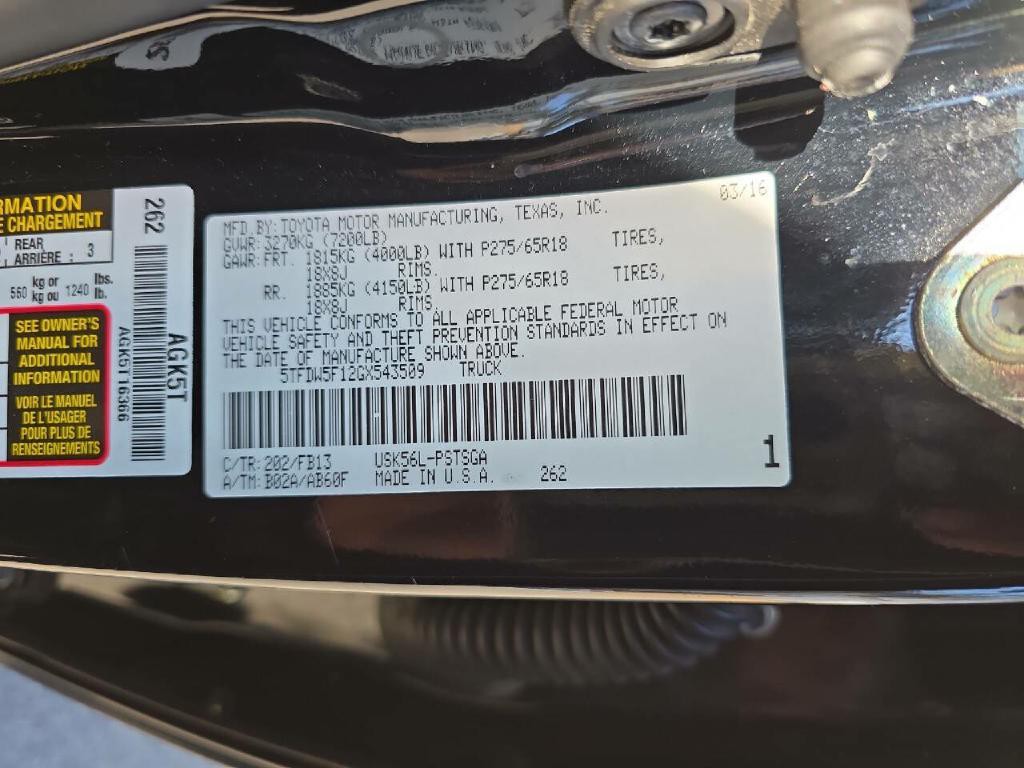 RMATION
E CHARGEMENT
REAR
ARRIÈRE : 3
560 kg or
kg ou 1240 lbs.
lb.
SEE OWNER'S
MANUAL FOR
ADDITIONAL
INFORMATION
VOIR LE MANUEL
DE L'USAGER
POUR PLUS DE
RENSEIGNEMENTS
262
AGK5T16366
AGK5T
03/16
MFD.BY:TOYOTA MOTOR MANUFACTURING, TEXAS, INC.
GVWR:3270KG (7200LB)
GAWR:FRT. 1815KG (4000LB) WITH P275/65R18 TIRES,
18X8J RIMS.
RR. 1885KG (4150LB) WITH P275/65R18 TIRES,
18X8J RIMS.
THIS VEHICLE CONFORMS TO ALL APPLICABLE FEDERAL MOTOR
VEHICLE SAFETY AND THEFT PREVENTION STANDARDS IN EFFECT ON
THE DATE OF MANUFACTURE SHOWN ABOVE.
5TFDW5F12GX543509 TRUCK
C/TR:202/FB13 USK56L-PSTSGA
A/TM:B02A/AB60F MADE IN U.S.A. 262
1